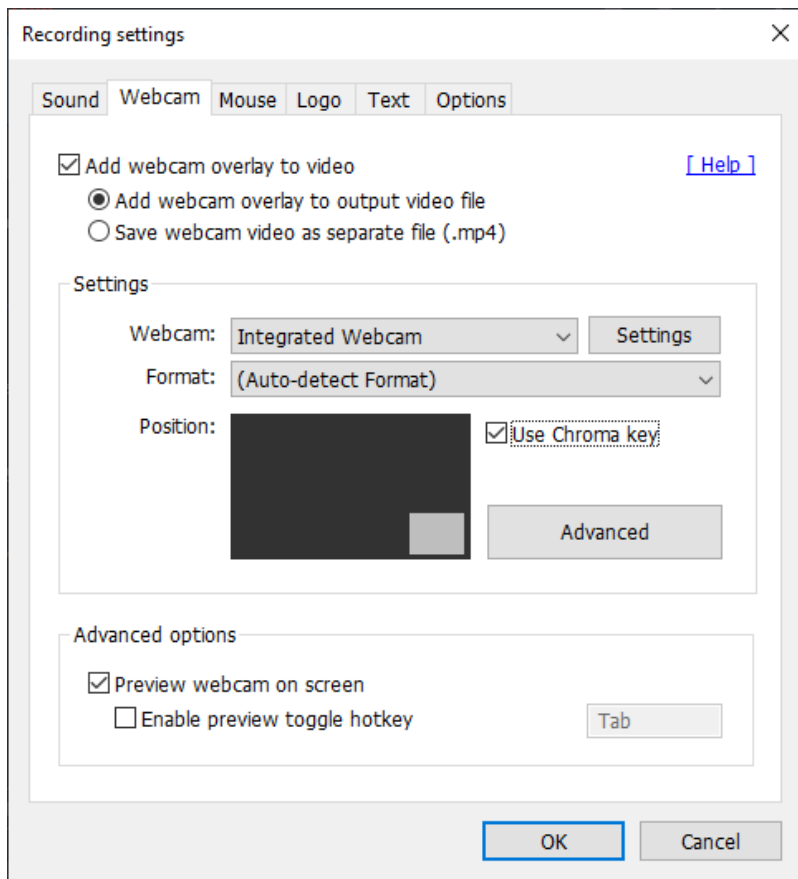 Recording settings
Sound Webcam Mouse Logo Text Options
Add webcam overlay to video [ Help ]
Add webcam overlay to output video file
Save webcam video as separate file (.mp4)
Settings
Webcam: Integrated Webcam Settings
Format: (Auto-detect Format)
Position: Use Chroma key
Advanced
Advanced options
Preview webcam on screen
Enable preview toggle hotkey Tab
OK Cancel